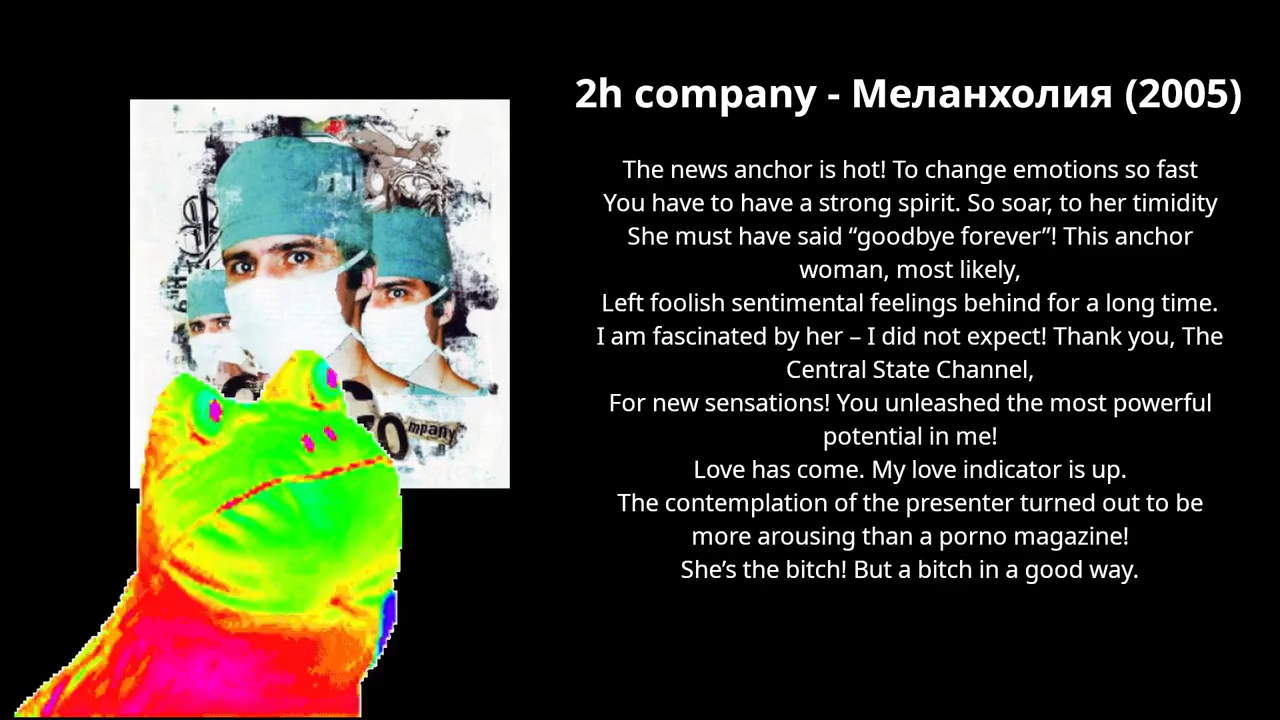 2h company - Меланхолия (2005)
The news anchor is hot! To change emotions so fast
You have to have a strong spirit. So soar, to her timidity
She must have said “goodbye forever”! This anchor
woman, most likely,
Left foolish sentimental feelings behind for a long time.
I am fascinated by her – I did not expect! Thank you, The
Central State Channel,
For new sensations! You unleashed the most powerful
potential in me!
Love has come. My love indicator is up.
The contemplation of the presenter turned out to be
more arousing than a porno magazine!
She’s the bitch! But a bitch in a good way.
mpany